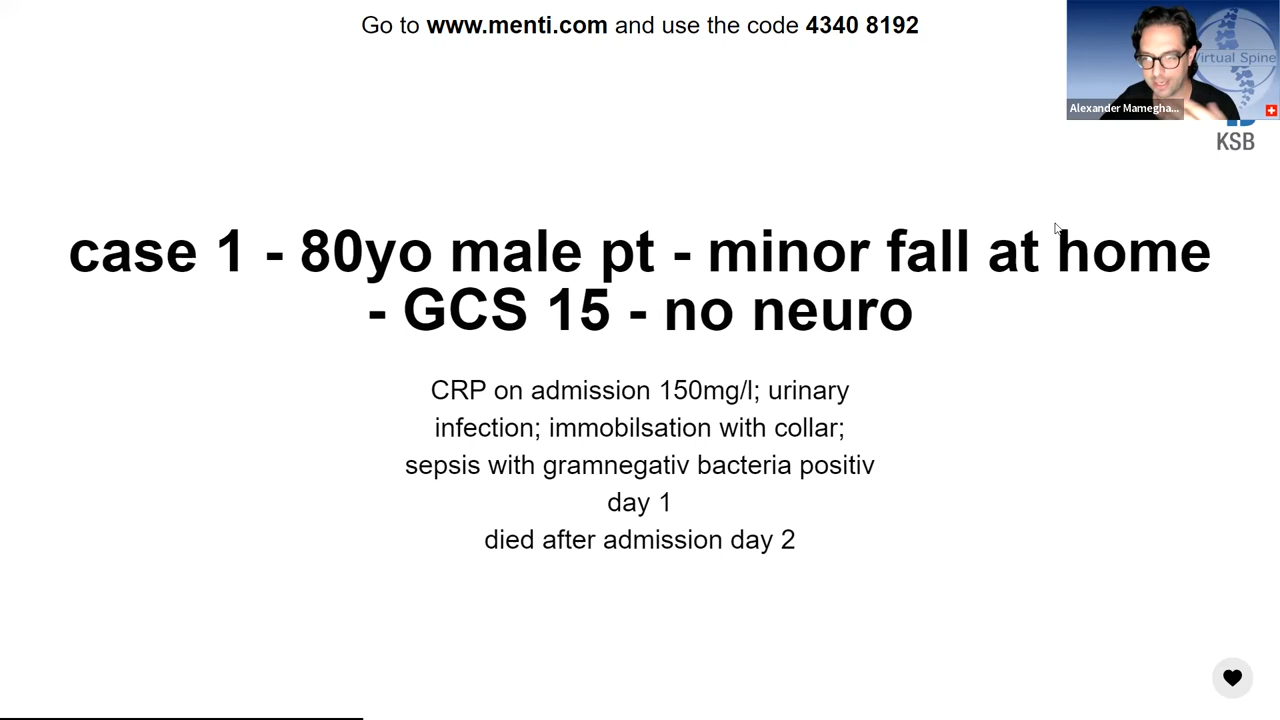 Go to www.menti.com and use the code 4340 8192
Virtual Spine
Alexander Mamegha...
KSB
case 1 - 80yo male pt - minor fall at home
- GCS 15 - no neuro
CRP on admission 150mg/l; urinary
infection; immobilsation with collar;
sepsis with gramnegativ bacteria positiv
day 1
died after admission day 2